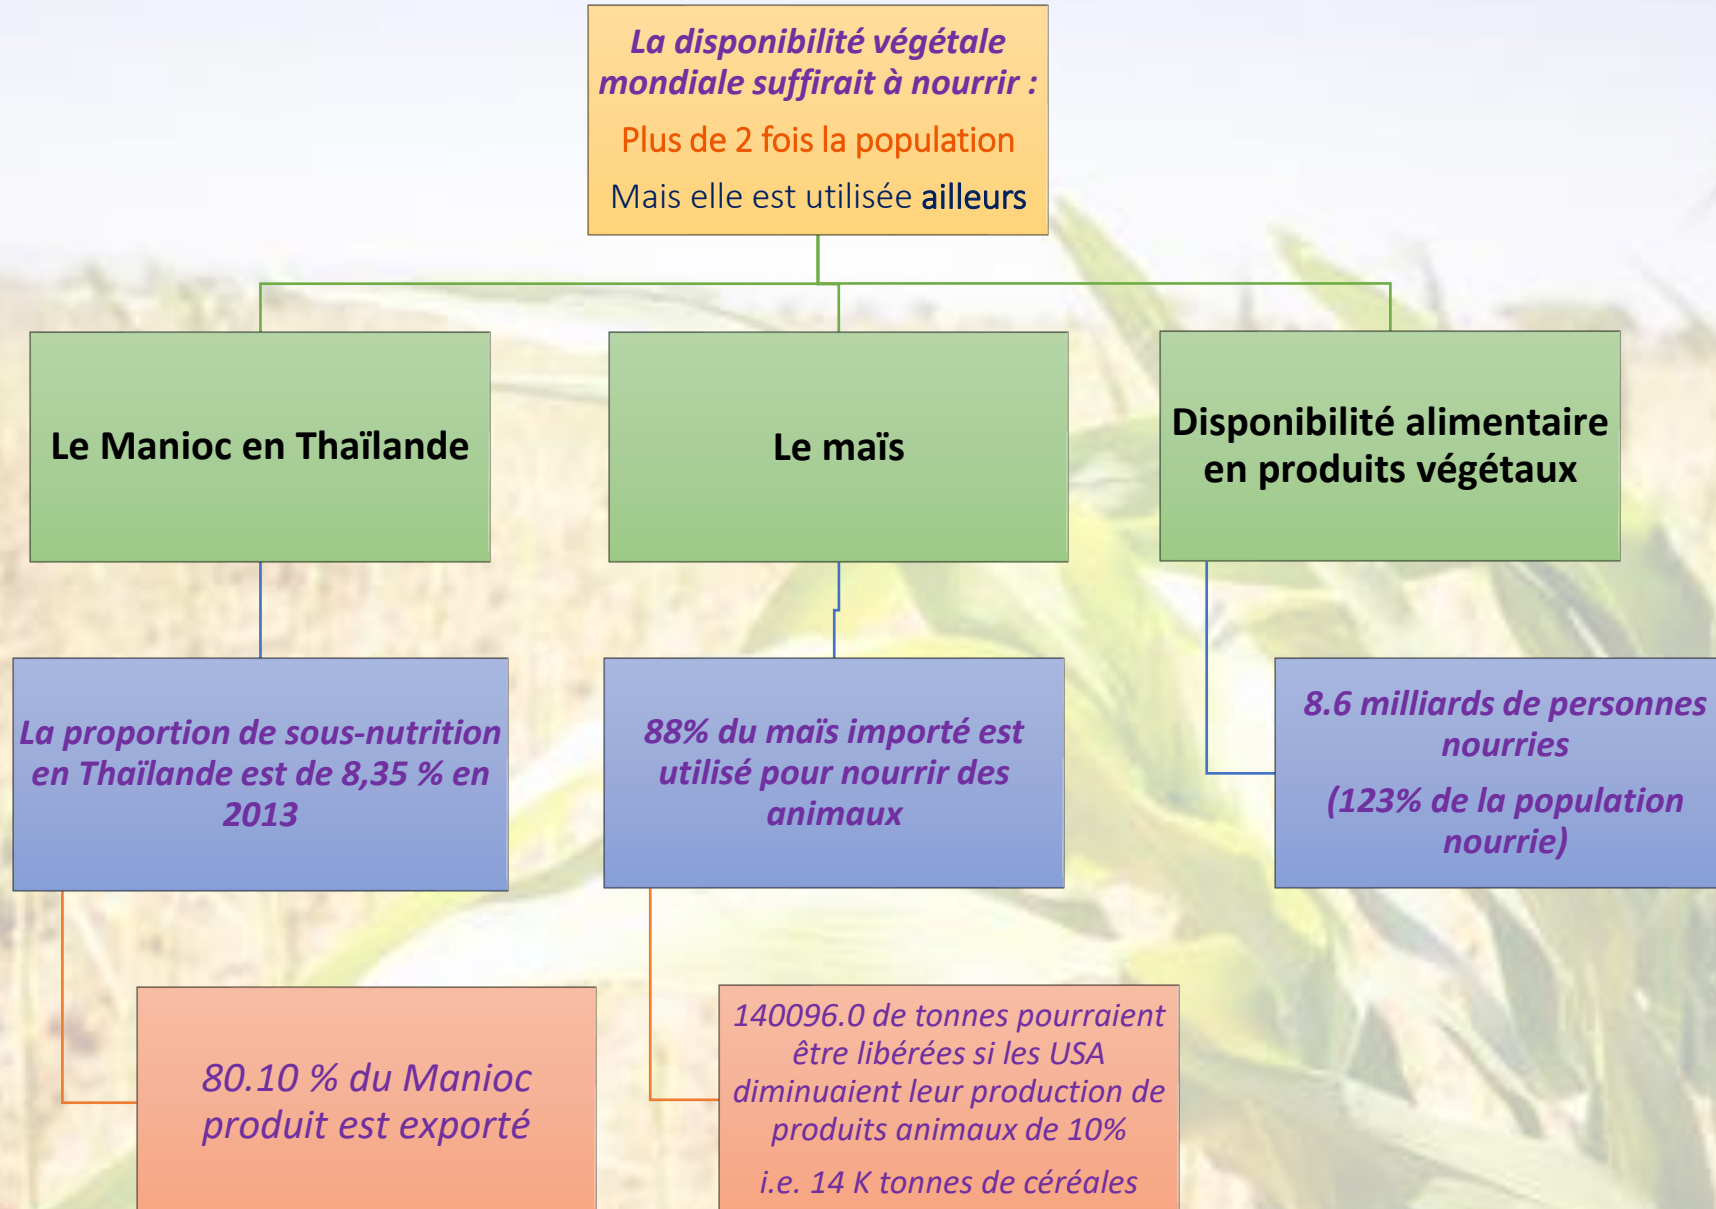 La disponibilité végétale
mondiale suffirait à nourrir :
Plus de 2 fois la population
Mais elle est utilisée ailleurs
Le Manioc en Thaïlande
Le maïs
Disponibilité alimentaire
en produits végétaux
La proportion de sous-nutrition
en Thaïlande est de 8,35 % en
2013
88% du maïs importé est
utilisé pour nourrir des
animaux
8.6 milliards de personnes
nourries
(123% de la population
nourrie)
80.10 % du Manioc
produit est exporté
140096.0 de tonnes pourraient
être libérées si les USA
diminuaient leur production de
produits animaux de 10%
i.e. 14 K tonnes de céréales